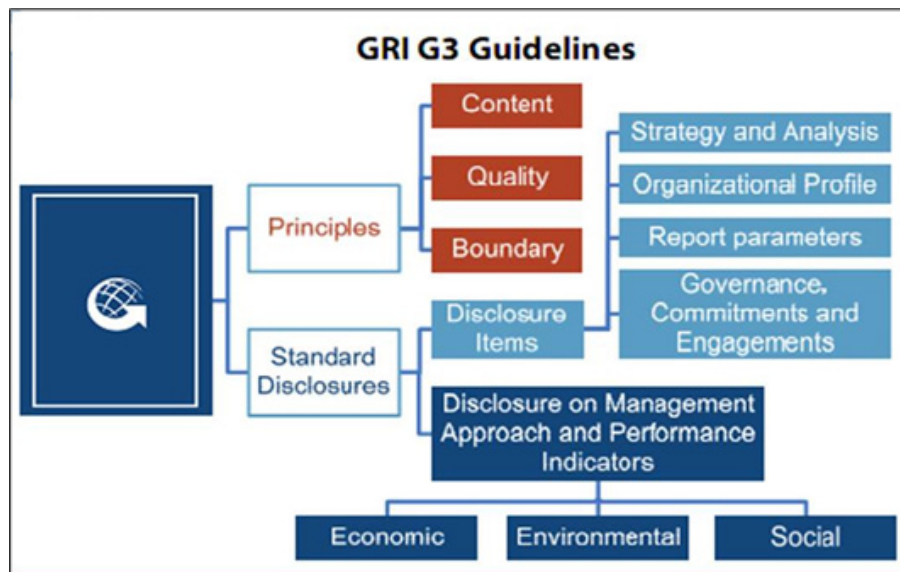 GRI G3 Guidelines
Content
Quality
Boundary
Principles
Strategy and Analysis
Organizational Profile
Report parameters
Governance,
Commitments and
Engagements
Disclosure
Items
Standard
Disclosures
Disclosure on Management
Approach and Performance
Indicators
Economic
Environmental
Social